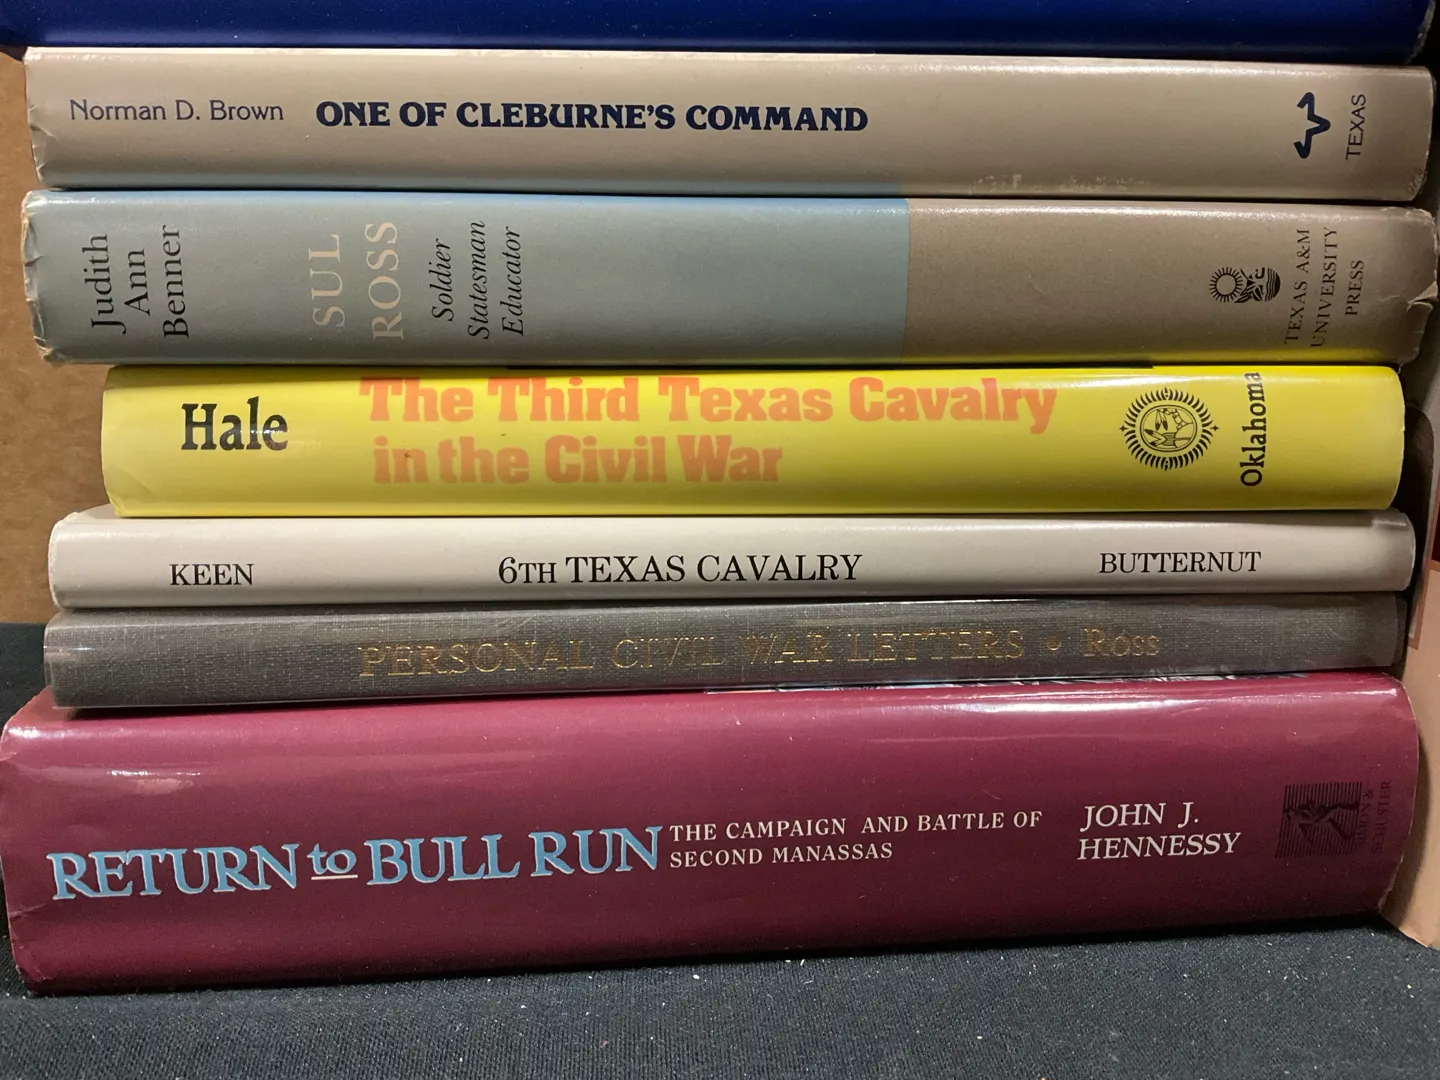 Norman D. Brown ONE OF CLEBURNE'S COMMAND TEXAS
Judith
Ann
Benner
SUL
ROSS
Soldier
Statesman
Educator
TEXAS A&M
UNIVERSITY
PRESS
Hale
The Third Texas Cavalry
in the Civil War
Oklahoma
KEEN 6TH TEXAS CAVALRY BUTTERNUT
PERSONAL CIVIL WAR LETTERS • Ross
RETURN to BULL RUN
THE CAMPAIGN AND BATTLE OF
SECOND MANASSAS
JOHN J.
HENNESSY
SIMON &
SCHUSTER